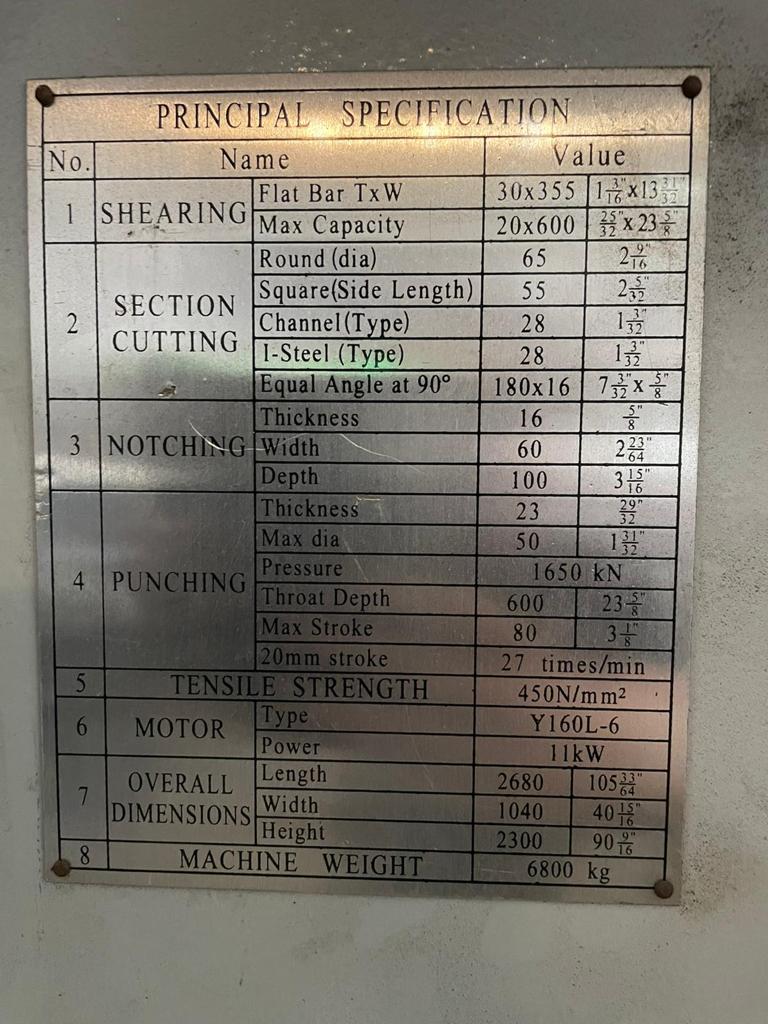 PRINCIPAL SPECIFICATION
No. Name Value
1 SHEARING Flat Bar TxW 30x355 1 3/16"x13 31/32"
Max Capacity 20x600 25/32"x23 5/8"
2 SECTION CUTTING Round (dia) 65 2 9/16"
Square(Side Length) 55 2 5/32"
Channel(Type) 28 1 3/32"
I-Steel (Type) 28 1 3/32"
Equal Angle at 90° 180x16 7 3/32"x 5/8"
3 NOTCHING Thickness 16 5/8"
Width 60 2 23/64"
Depth 100 3 15/16"
4 PUNCHING Thickness 23 29/32"
Max dia 50 1 31/32"
Pressure 1650 kN
Throat Depth 600 23 5/8"
Max Stroke 80 3 1/8"
20mm stroke 27 times/min
5 TENSILE STRENGTH 450N/mm²
6 MOTOR Type Y160L-6
Power 11kW
7 OVERALL DIMENSIONS Length 2680 105 33/64"
Width 1040 40 15/16"
Height 2300 90 9/16"
8 MACHINE WEIGHT 6800 kg